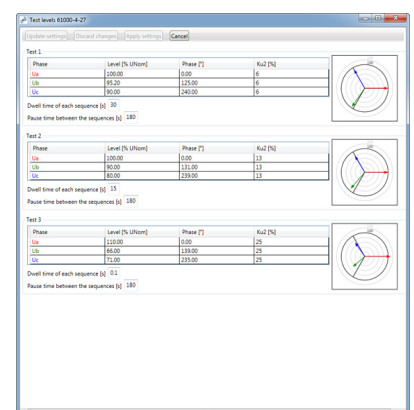 Test levels 61000-4-27
Update settings Discard changes Apply settings Cancel
Test 1
Phase Level [% UNom] Phase [°] Ku2 [%]
Ua 100.00 0.00 6
Ub 95.20 125.00 6
Uc 90.00 240.00 6
Dwell time of each sequence [s] 30
Pause time between the sequences [s] 180
Test 2
Phase Level [% UNom] Phase [°] Ku2 [%]
Ua 100.00 0.00 13
Ub 90.00 131.00 13
Uc 80.00 239.00 13
Dwell time of each sequence [s] 15
Pause time between the sequences [s] 180
Test 3
Phase Level [% UNom] Phase [°] Ku2 [%]
Ua 110.00 0.00 25
Ub 66.00 139.00 25
Uc 71.00 235.00 25
Dwell time of each sequence [s] 0.1
Pause time between the sequences [s] 180